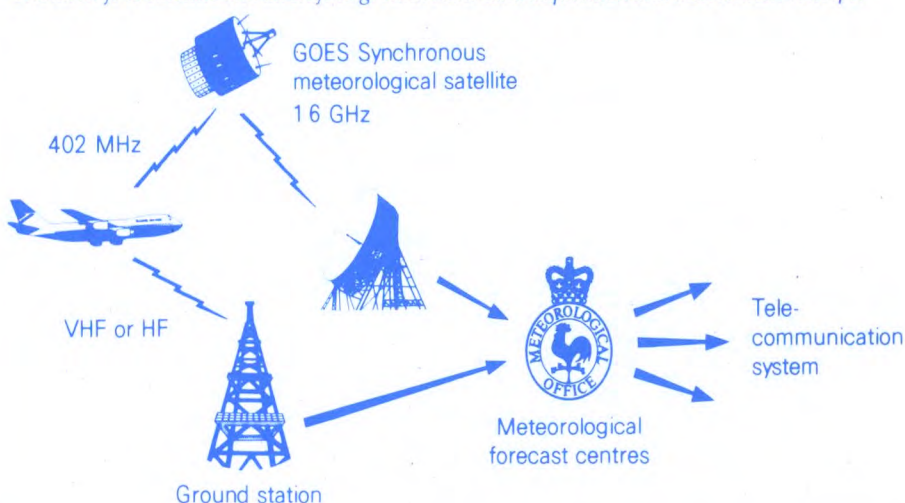 GOES Synchronous
meteorological satellite
1 6 GHz
402 MHz
VHF or HF
METEOROLOGICAL
OFFICE
Tele-
communication
system
Meteorological
forecast centres
Ground station